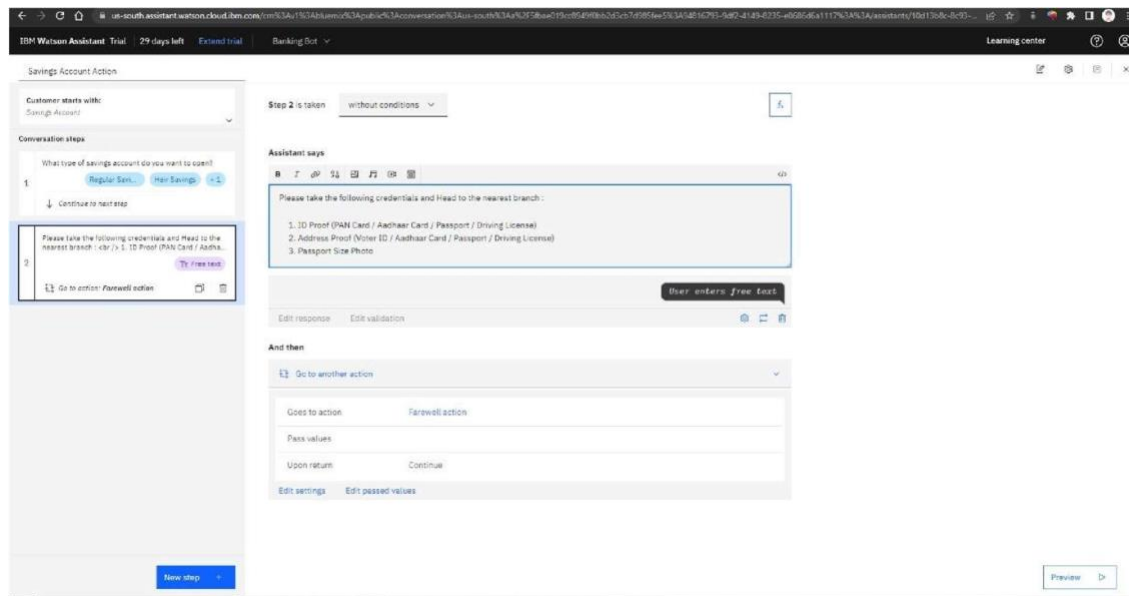 us-south.assistant.watson.cloud.ibm.com
IBM Watson Assistant Trial 29 days left Extend trial Banking Bot Learning center
Savings Account Action
Customer starts with:
Savings Account
Conversation steps
1. What type of savings account do you want to open?
Regular Savi... Heir Savings + 1
Continue to next step
2 Please take the following credentials and Head to the
nearest branch : <br /> 1. ID Proof (PAN Card / Aadha...
Free text
Go to action: Farewell action
New step +
Step 2 is taken without conditions
Assistant says
B I
Please take the following credentials and Head to the nearest branch :
1. ID Proof (PAN Card / Aadhaar Card / Passport / Driving License)
2. Address Proof (Voter ID / Aadhaar Card / Passport / Driving License)
3. Passport Size Photo
User enters free text
Edit response Edit validation
And then
Go to another action
Goes to action Farewell action
Pass values
Upon return Continue
Edit settings Edit passed values
Preview